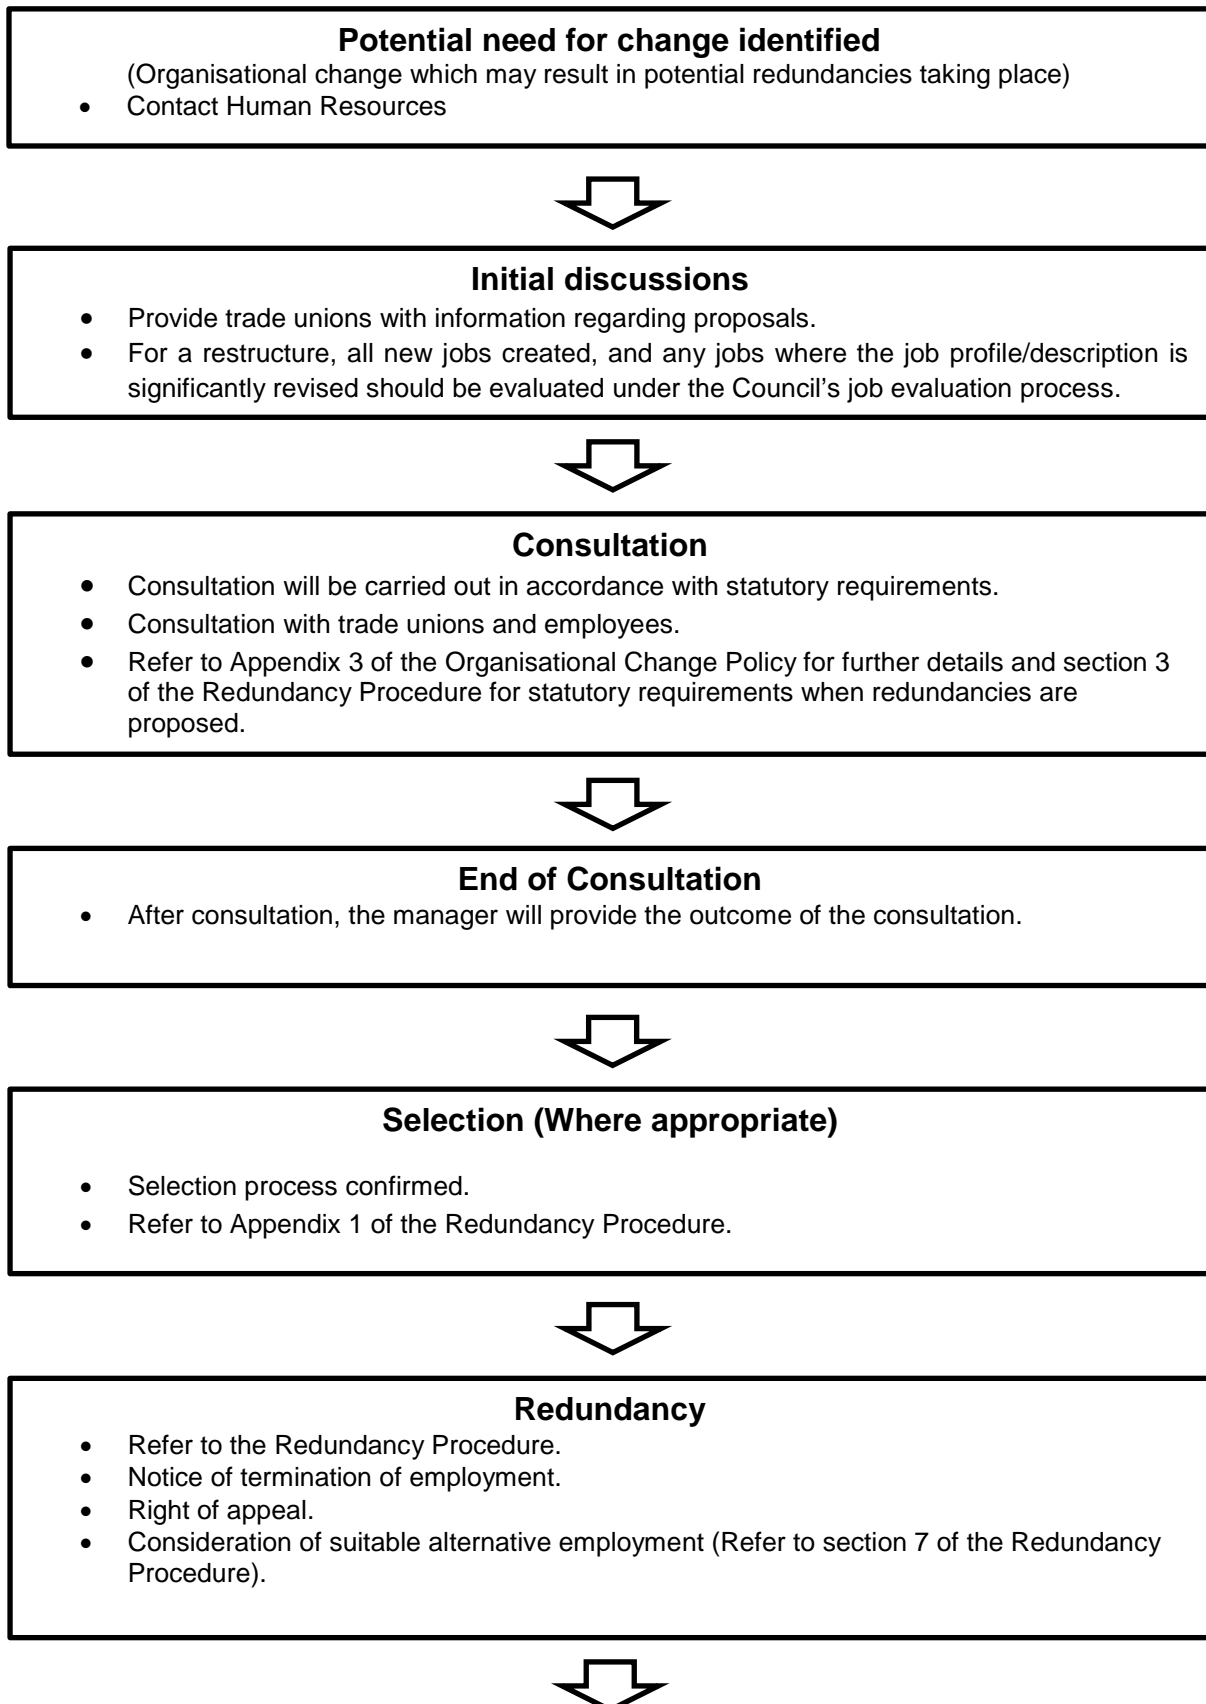 Potential need for change identified
(Organisational change which may result in potential redundancies taking place)
• Contact Human Resources
Initial discussions
• Provide trade unions with information regarding proposals.
• For a restructure, all new jobs created, and any jobs where the job profile/description is
significantly revised should be evaluated under the Council's job evaluation process.
Consultation
• Consultation will be carried out in accordance with statutory requirements.
• Consultation with trade unions and employees.
• Refer to Appendix 3 of the Organisational Change Policy for further details and section 3
of the Redundancy Procedure for statutory requirements when redundancies are
proposed.
End of Consultation
• After consultation, the manager will provide the outcome of the consultation.
Selection (Where appropriate)
• Selection process confirmed.
• Refer to Appendix 1 of the Redundancy Procedure.
Redundancy
• Refer to the Redundancy Procedure.
• Notice of termination of employment.
• Right of appeal.
• Consideration of suitable alternative employment (Refer to section 7 of the Redundancy
Procedure).